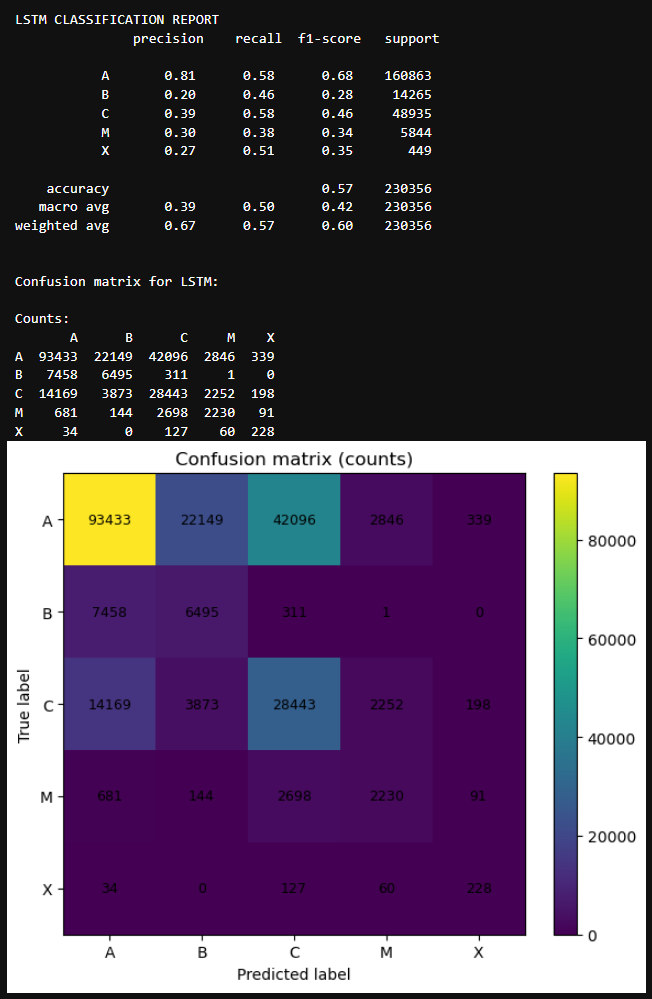 LSTM CLASSIFICATION REPORT
precision recall f1-score support
A 0.81 0.58 0.68 160863
B 0.20 0.46 0.28 14265
C 0.39 0.58 0.46 48935
M 0.30 0.38 0.34 5844
X 0.27 0.51 0.35 449
accuracy 0.57 230356
macro avg 0.39 0.50 0.42 230356
weighted avg 0.67 0.57 0.60 230356
Confusion matrix for LSTM:
Counts:
A B C M X
A 93433 22149 42096 2846 339
B 7458 6495 311 1 0
C 14169 3873 28443 2252 198
M 681 144 2698 2230 91
X 34 0 127 60 228
Confusion matrix (counts)
A 93433 22149 42096 2846 339
80000
B 7458 6495 311 1 0
60000
True label
C 14169 3873 28443 2252 198
40000
M 681 144 2698 2230 91
20000
X 34 0 127 60 228
0
A B C M X
Predicted label